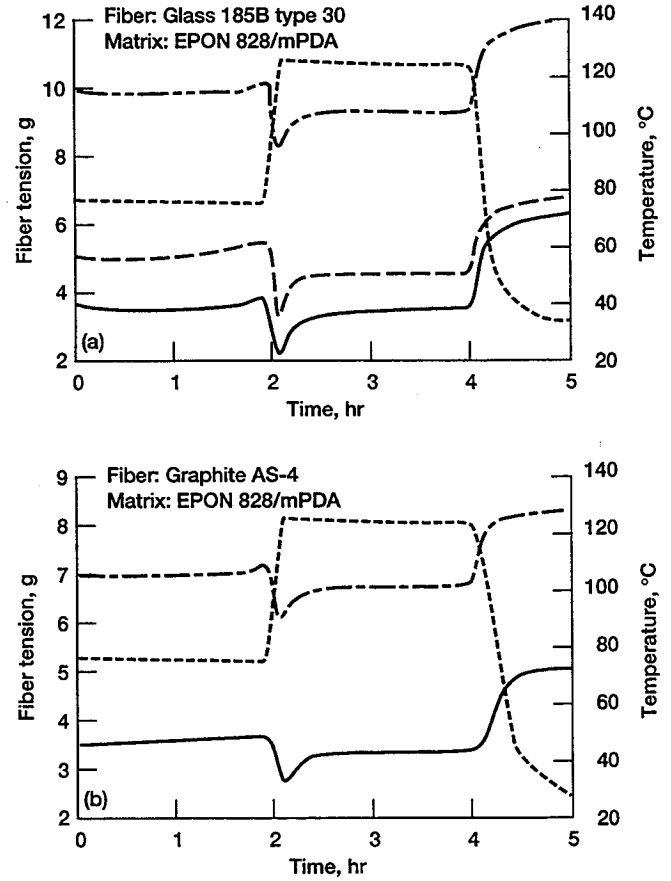 Fiber: Glass 185B type 30
Matrix: EPON 828/mPDA
12
10
8
6
4
2
Fiber tension, g
140
120
100
80
60
40
20
Temperature, °C
(a)
0 1 2 3 4 5
Time, hr
Fiber: Graphite AS-4
Matrix: EPON 828/mPDA
9
8
7
6
5
4
3
2
Fiber tension, g
140
120
100
80
60
40
20
Temperature, °C
(b)
0 1 2 3 4 5
Time, hr